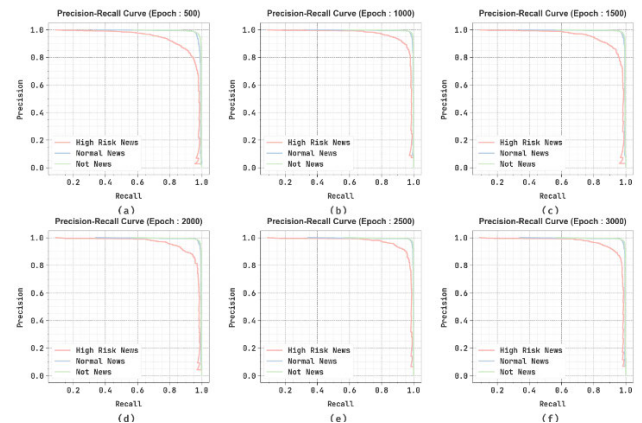 Precision-Recall Curve (Epoch : 500)
Precision
1.0
0.8
0.6
0.4
0.2
0.0
High Risk News
Normal News
Not News
0.2 0.4 0.6 0.8 1.0
Recall
(a)
Precision-Recall Curve (Epoch : 1000)
Precision
1.0
0.8
0.6
0.4
0.2
0.0
High Risk News
Normal News
Not News
0.2 0.4 0.6 0.8 1.0
Recall
(b)
Precision-Recall Curve (Epoch : 1500)
Precision
1.0
0.8
0.6
0.4
0.2
0.0
High Risk News
Normal News
Not News
0.2 0.4 0.6 0.8 1.0
Recall
(c)
Precision-Recall Curve (Epoch : 2000)
Precision
1.0
0.8
0.6
0.4
0.2
0.0
High Risk News
Normal News
Not News
0.2 0.4 0.6 0.8 1.0
Recall
(d)
Precision-Recall Curve (Epoch : 2500)
Precision
1.0
0.8
0.6
0.4
0.2
0.0
High Risk News
Normal News
Not News
0.2 0.4 0.6 0.8 1.0
Recall
(e)
Precision-Recall Curve (Epoch : 3000)
Precision
1.0
0.8
0.6
0.4
0.2
0.0
High Risk News
Normal News
Not News
0.2 0.4 0.6 0.8 1.0
Recall
(f)